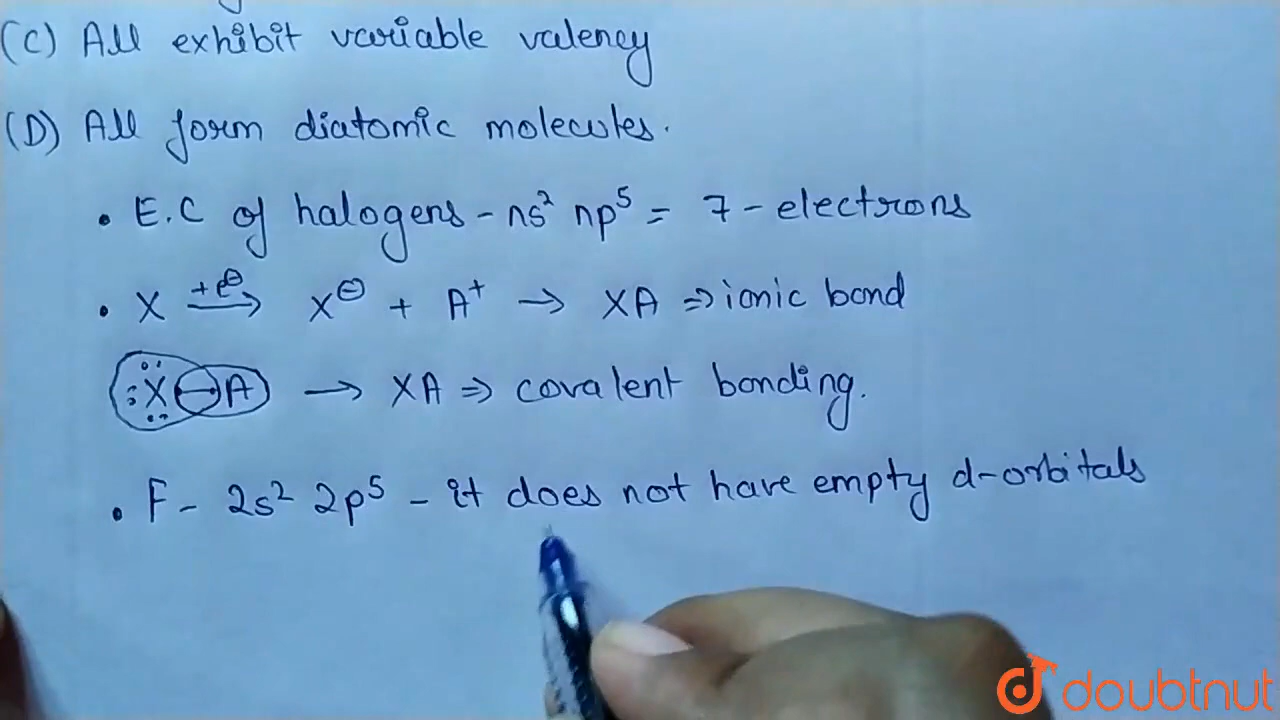 (C) All exhibit variable valency
(D) All form diatomic molecules.
• E.C of halogens - ns² np⁵ = 7 - electrons
• X +e⊖ → X⊖ + A⁺ → XA ⇒ ionic bond
:X – A → XA ⇒ covalent bonding.
• F - 2s² 2p⁵ - it does not have empty d-orbitals
doubtnut